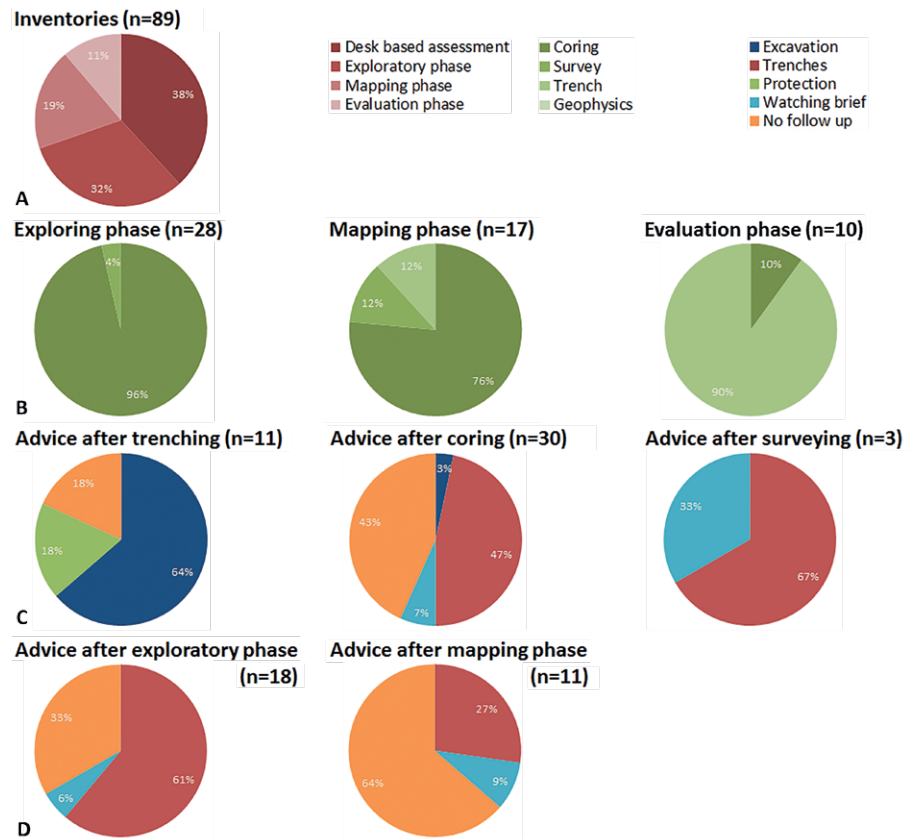 Inventories (n=89)
11%
38%
19%
32%
A
Desk based assessment
Exploratory phase
Mapping phase
Evaluation phase
Coring
Survey
Trench
Geophysics
Excavation
Trenches
Protection
Watching brief
No follow up
Exploring phase (n=28)
4%
96%
B
Mapping phase (n=17)
12%
12%
76%
Evaluation phase (n=10)
10%
90%
Advice after trenching (n=11)
18%
18%
64%
C
Advice after coring (n=30)
3%
43%
47%
7%
Advice after surveying (n=3)
33%
67%
Advice after exploratory phase
(n=18)
33%
61%
6%
D
Advice after mapping phase
(n=11)
27%
64%
9%